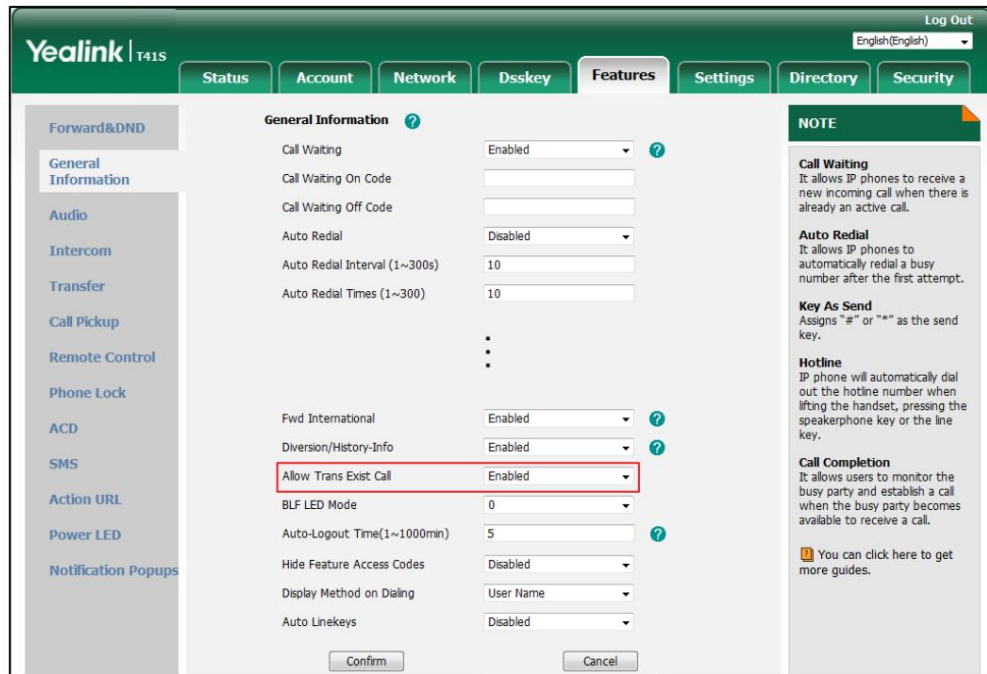 Log Out
Yealink | T41S
English(English)
Status
Account
Network
Dsskey
Features
Settings
Directory
Security
Forward&DND
General
Information
Audio
Intercom
Transfer
Call Pickup
Remote Control
Phone Lock
ACD
SMS
Action URL
Power LED
Notification Popups
General Information ?
Call Waiting Enabled ?
Call Waiting On Code
Call Waiting Off Code
Auto Redial Disabled
Auto Redial Interval (1~300s) 10
Auto Redial Times (1~300) 10
Fwd International Enabled ?
Diversion/History-Info Enabled ?
Allow Trans Exist Call Enabled
BLF LED Mode 0
Auto-Logout Time(1~1000min) 5 ?
Hide Feature Access Codes Disabled
Display Method on Dialing User Name
Auto Linekeys Disabled
Confirm Cancel
NOTE
Call Waiting
It allows IP phones to receive a
new incoming call when there is
already an active call.
Auto Redial
It allows IP phones to
automatically redial a busy
number after the first attempt.
Key As Send
Assigns "#" or "*" as the send
key.
Hotline
IP phone will automatically dial
out the hotline number when
lifting the handset, pressing the
speakerphone key or the line
key.
Call Completion
It allows users to monitor the
busy party and establish a call
when the busy party becomes
available to receive a call.
? You can click here to get
more guides.